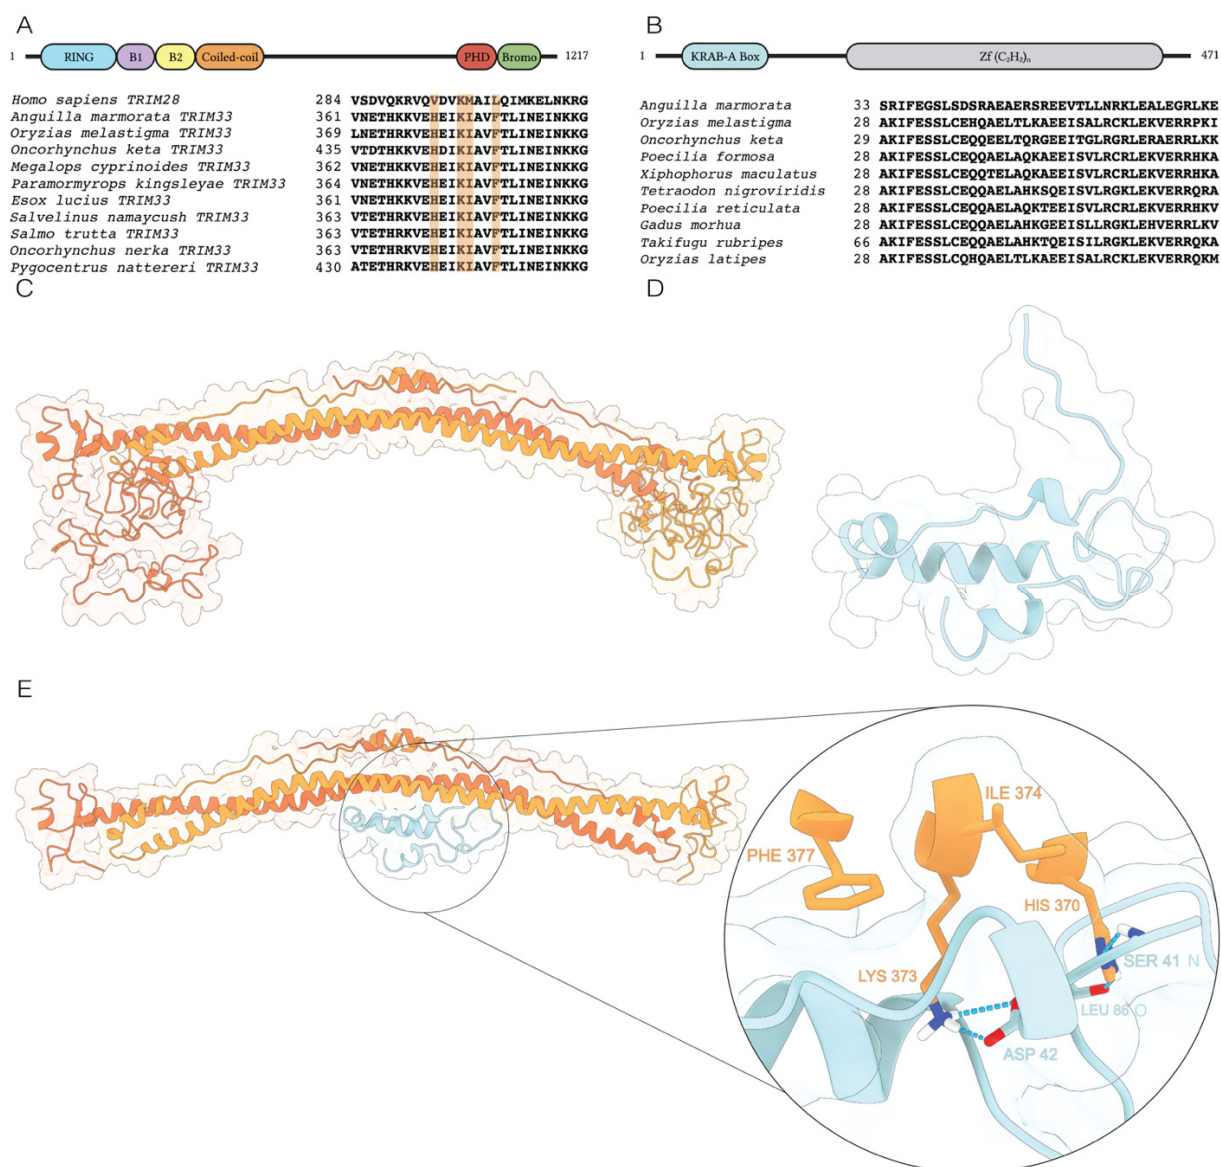 A
1 RING B1 B2 Coiled-coil PHD Bromo 1217
Homo sapiens TRIM28 284 VSDVQKRVQVDVKMAILQIMKELNKRG
Anguilla marmorata TRIM33 361 VNETHRKVEHEIKIAVFTLINEINKKG
Oryzias melastigma TRIM33 369 LNETHRKVEHEIKIAVFTLINEINKKG
Oncorhynchus keta TRIM33 435 VTDTHKKVEHDIKIAVFTLINEINKKG
Megalops cyprinoides TRIM33 362 VNETHRKVEHEIKIAVFTLINEINKKG
Paramormyrops kingsleyae TRIM33 364 VNETHRKVEHEIKIAVFTLINEINKKG
Esox lucius TRIM33 361 VNETHRKVEHEIKIAVFTLINEINKKG
Salvelinus namaycush TRIM33 363 VTETHRKVEHEIKIAVFTLINEINKKG
Salmo trutta TRIM33 363 VTETHRKVEHEIKIAVFTLINEINKKG
Oncorhynchus nerka TRIM33 363 VTETHRKVEHEIKIAVFTLINEINKKG
Pygocentrus nattereri TRIM33 430 ATETHRKVEHEIKIAVFTLINEINKKG
B
1 KRAB-A Box Zf (C₂H₂)ₙ 471
Anguilla marmorata 33 SRIFEGSLSDSRAEAERSREEVTLLNRKLEALEGRLKE
Oryzias melastigma 28 AKIFESSLCEHQAELTLKAEEISALRCKLEKVERRPKI
Oncorhynchus keta 29 AKIFESSLCEQQEELTQRGEEITGLRGRLERAERRLKK
Poecilia formosa 28 AKIFESSLCEQQAELAQKAEEISVLRCRLEKVERRHKA
Xiphophorus maculatus 28 AKIFESSLCEQQTELAQKAEEISVLRCRLEKVERRHKA
Tetraodon nigroviridis 28 AKIFESSLCEQQAELAHKSQEISVLRGKLEKVERRQRA
Poecilia reticulata 28 AKIFESSLCEQQAELAQKTEEISVLRCRLEKVERRHKV
Gadus morhua 28 AKIFESSLCEQQAELAHKGEEISLLRGKLEHVERRLKV
Takifugu rubripes 66 AKIFESSLCEQQAELAHKTQEISILRGKLEKVERRQKA
Oryzias latipes 28 AKIFESSLCQHQAELTLKAEEISALRCKLEKVERRQKM
C
D
E
ILE 374
PHE 377
HIS 370
LYS 373
SER 41 N
LEU 86 O
ASP 42